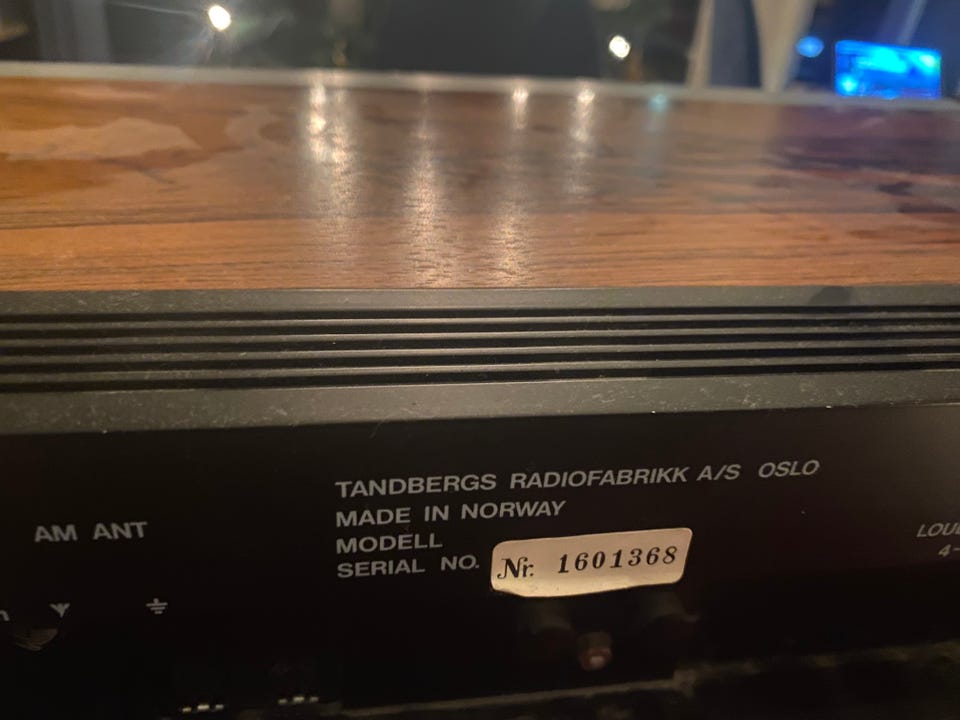 TANDBERGS RADIOFABRIKK A/S OSLO
MADE IN NORWAY
MODELL
SERIAL NO. Nr. 1601368
AM ANT